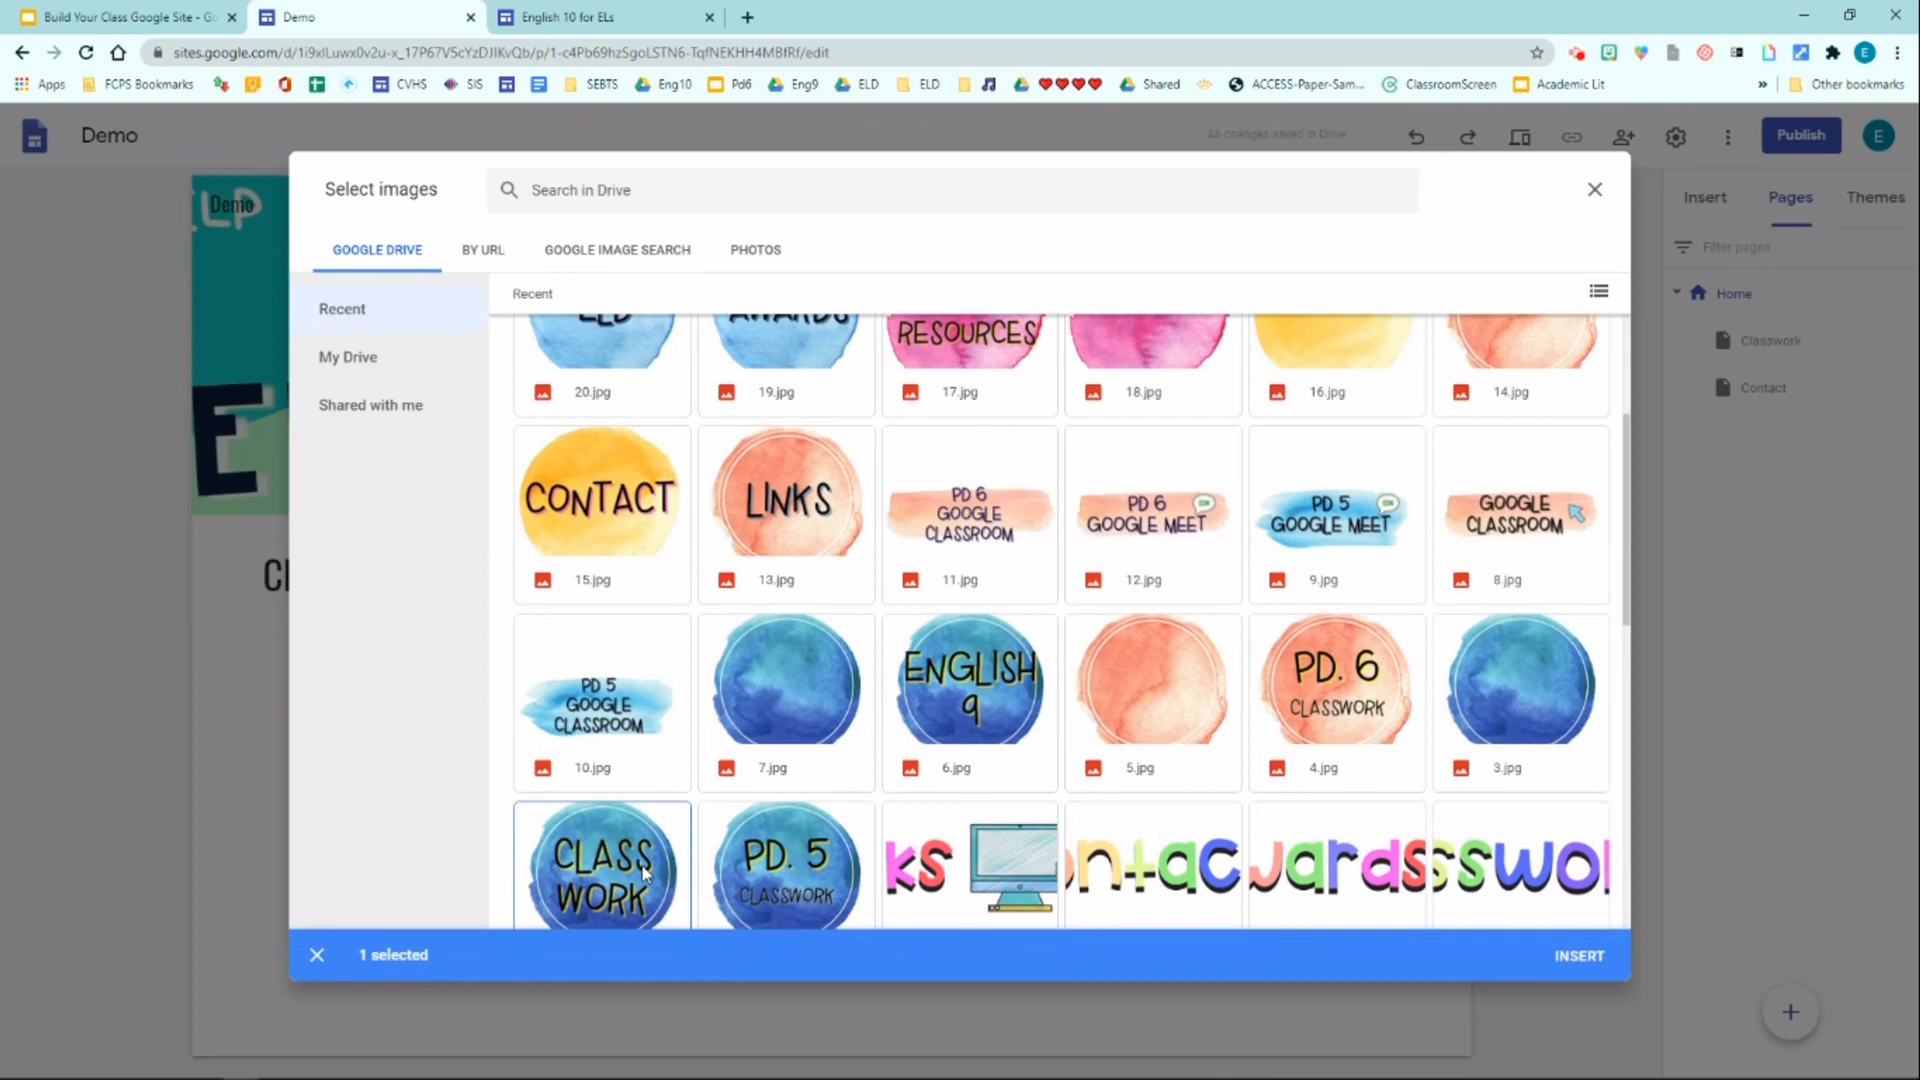 Build Your Class Google Site - Go
Demo
English 10 for ELs
sites.google.com/d/1i9xlLuwx0v2u-x_17P67V5cYzDJIKvQb/p/1-c4Pb69hzSgoLSTN6-TqfNEKHH4MBfRf/edit
Apps
FCPS Bookmarks
CVHS
SIS
SEBTS
Eng10
Pd6
Eng9
ELD
ELD
Shared
ACCESS-Paper-Sam...
ClassroomScreen
Academic Lit
Other bookmarks
Demo
All changes saved in Drive
Publish
E
Demo
Select images
Search in Drive
GOOGLE DRIVE
BY URL
GOOGLE IMAGE SEARCH
PHOTOS
Recent
My Drive
Shared with me
Recent
ELD
AWARDS
RESOURCES
20.jpg
19.jpg
17.jpg
18.jpg
16.jpg
14.jpg
CONTACT
LINKS
PD 6
GOOGLE
CLASSROOM
PD 6
GOOGLE MEET
PD 5
GOOGLE MEET
GOOGLE
CLASSROOM
15.jpg
13.jpg
11.jpg
12.jpg
9.jpg
8.jpg
PD 5
GOOGLE
CLASSROOM
ENGLISH
9
PD. 6
CLASSWORK
10.jpg
7.jpg
6.jpg
5.jpg
4.jpg
3.jpg
CLASS
WORK
PD. 5
CLASSWORK
ks
ontac
wards
sswo
1 selected
INSERT
Insert
Pages
Themes
Filter pages
Home
Classwork
Contact